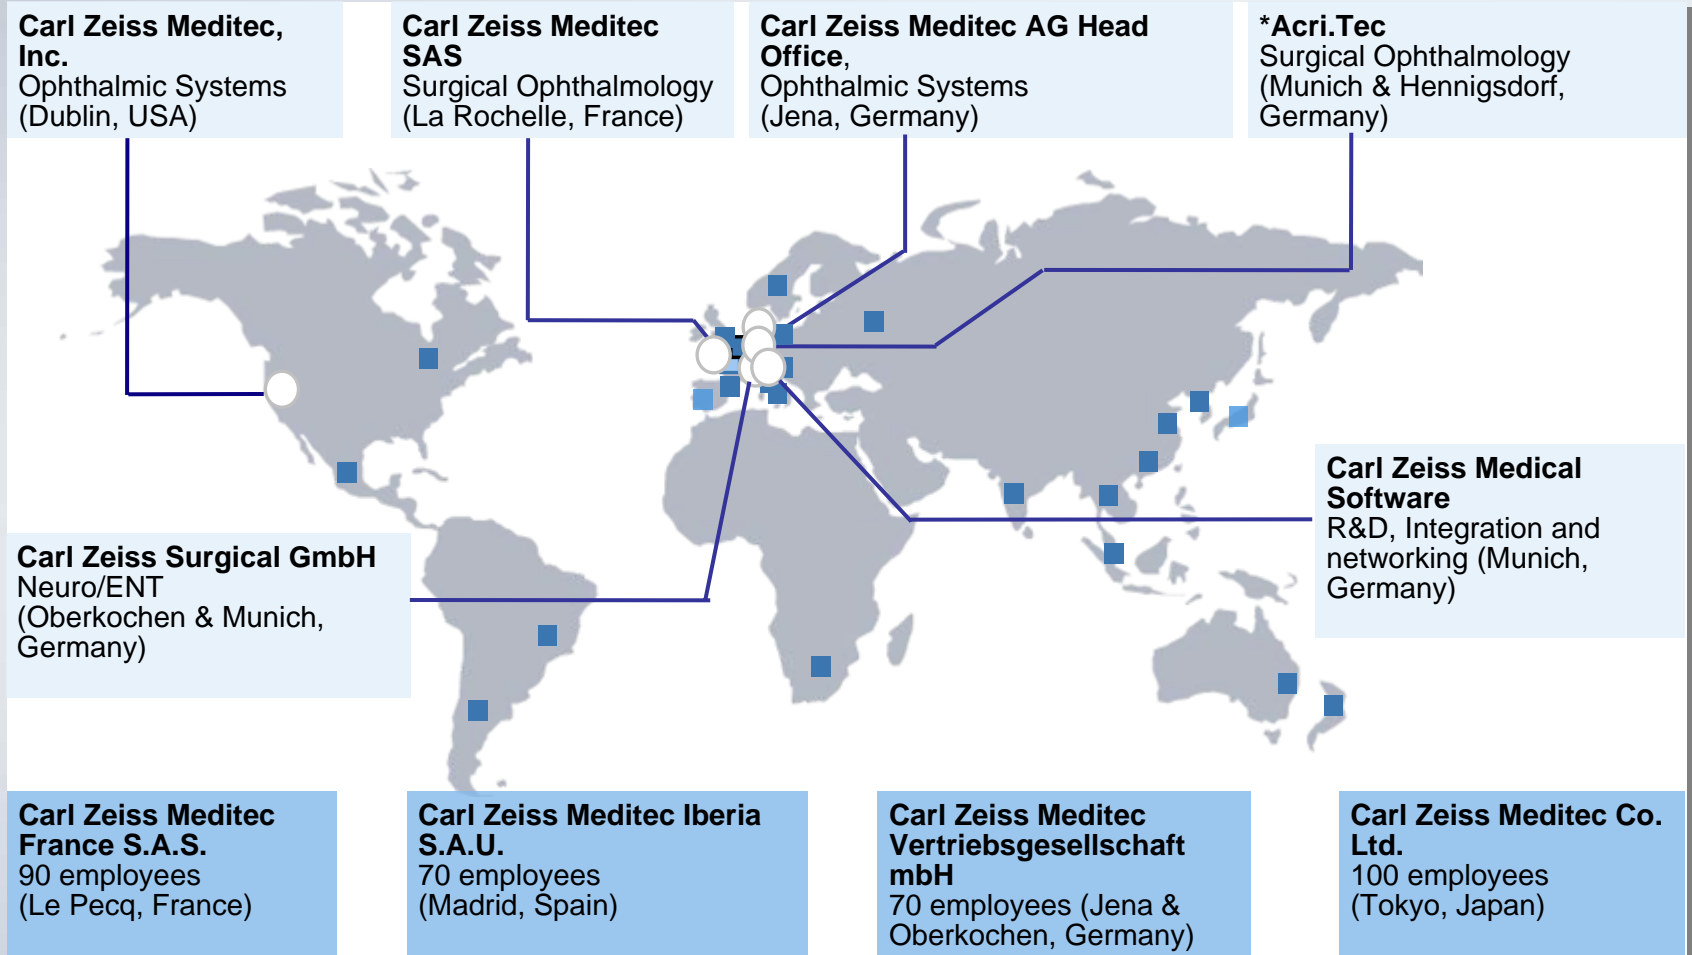 Carl Zeiss Meditec,
Inc.
Ophthalmic Systems
(Dublin, USA)
Carl Zeiss Meditec
SAS
Surgical Ophthalmology
(La Rochelle, France)
Carl Zeiss Meditec AG Head
Office,
Ophthalmic Systems
(Jena, Germany)
*Acri.Tec
Surgical Ophthalmology
(Munich & Hennigsdorf,
Germany)
Carl Zeiss Medical
Software
R&D, Integration and
networking (Munich,
Germany)
Carl Zeiss Surgical GmbH
Neuro/ENT
(Oberkochen & Munich,
Germany)
Carl Zeiss Meditec
France S.A.S.
90 employees
(Le Pecq, France)
Carl Zeiss Meditec Iberia
S.A.U.
70 employees
(Madrid, Spain)
Carl Zeiss Meditec
Vertriebsgesellschaft
mbH
70 employees (Jena &
Oberkochen, Germany)
Carl Zeiss Meditec Co.
Ltd.
100 employees
(Tokyo, Japan)